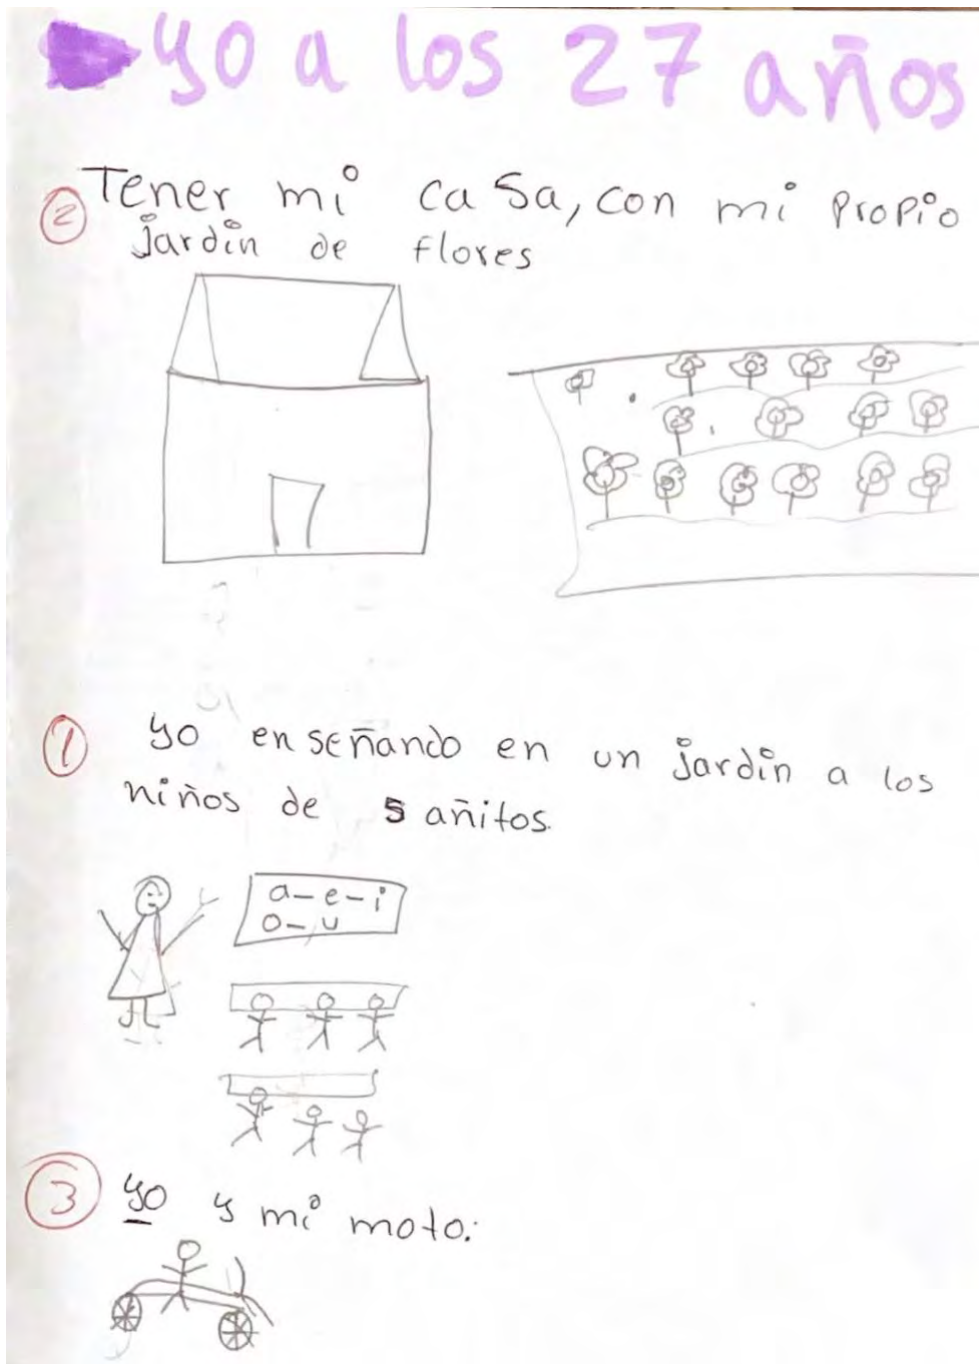 yo a los 27 años
② Tener mi casa, con mi propio
jardin de flores
① yo enseñando en un jardin a los
niños de 5 añitos.
a-e-i
o-u
③ yo y mi moto.